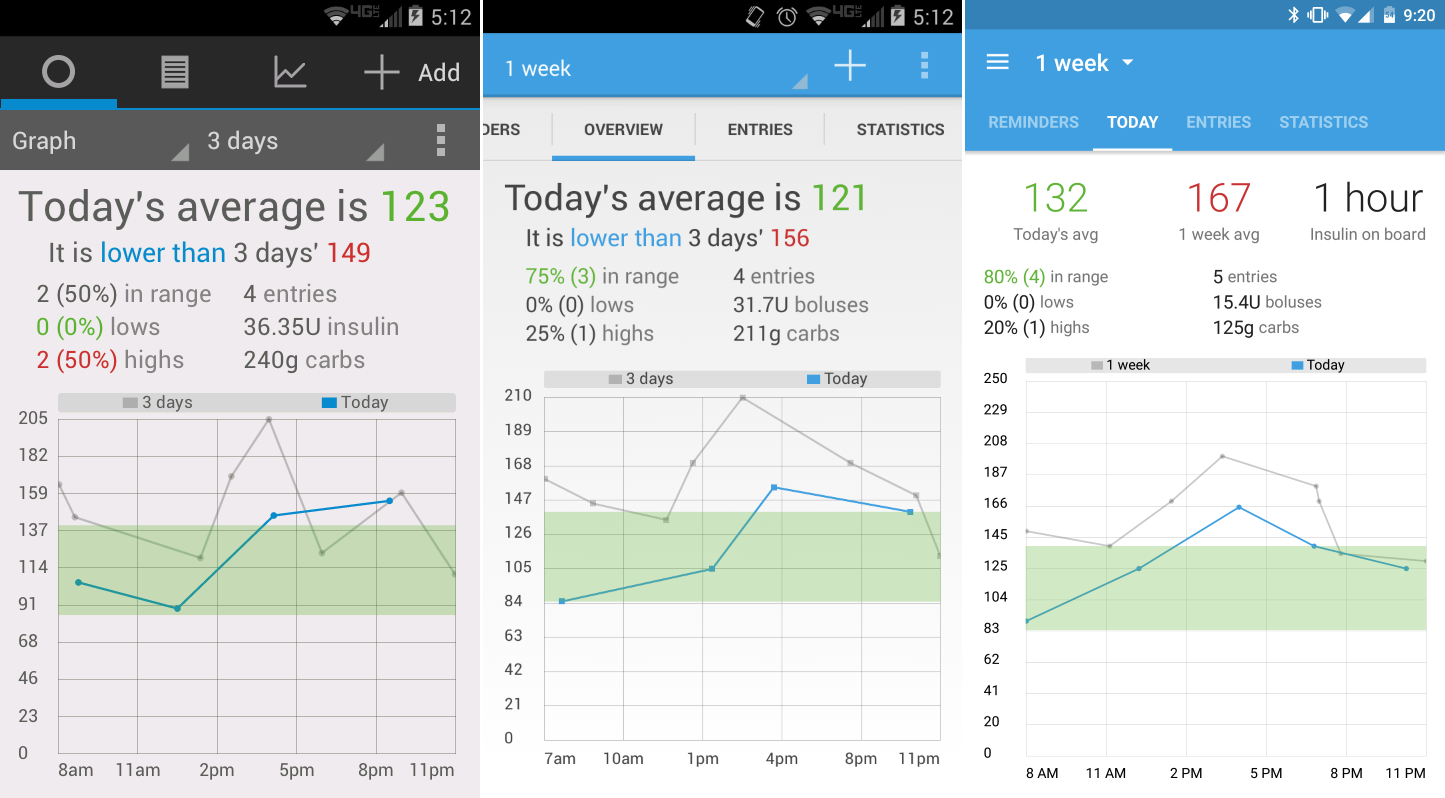 4G LTE 5:12
Add
Graph 3 days
Today's average is 123
It is lower than 3 days' 149
2 (50%) in range 4 entries
0 (0%) lows 36.35U insulin
2 (50%) highs 240g carbs
3 days Today
205
182
159
137
114
91
68
46
23
0
8am 11am 2pm 5pm 8pm 11pm
4G LTE 5:12
1 week
DERS OVERVIEW ENTRIES STATISTICS
Today's average is 121
It is lower than 3 days' 156
75% (3) in range 4 entries
0% (0) lows 31.7U boluses
25% (1) highs 211g carbs
3 days Today
210
189
168
147
126
105
84
63
42
21
0
7am 10am 1pm 4pm 8pm 11pm
9:20
1 week
REMINDERS TODAY ENTRIES STATISTICS
132 167 1 hour
Today's avg 1 week avg Insulin on board
80% (4) in range 5 entries
0% (0) lows 15.4U boluses
20% (1) highs 125g carbs
1 week Today
250
229
208
187
166
145
125
104
83
62
41
20
0
8 AM 11 AM 2 PM 5 PM 8 PM 11 PM